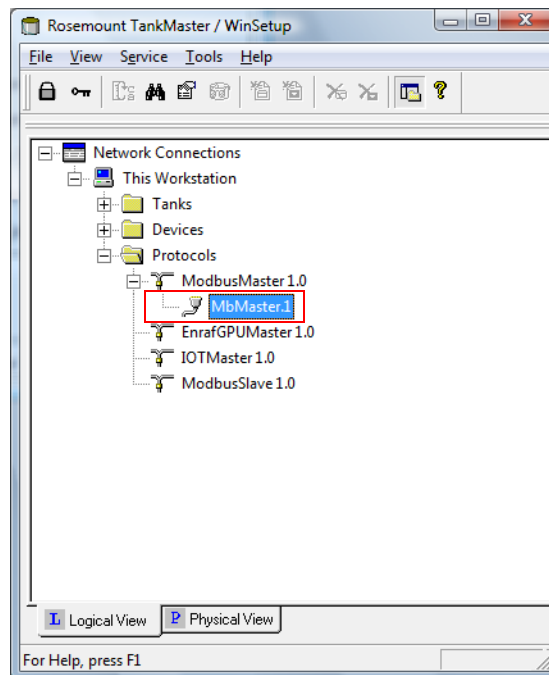 Rosemount TankMaster / WinSetup
File View Service Tools Help
Network Connections
This Workstation
Tanks
Devices
Protocols
ModbusMaster 1.0
MbMaster.1
EnrafGPUMaster 1.0
IOTMaster 1.0
ModbusSlave 1.0
L Logical View P Physical View
For Help, press F1